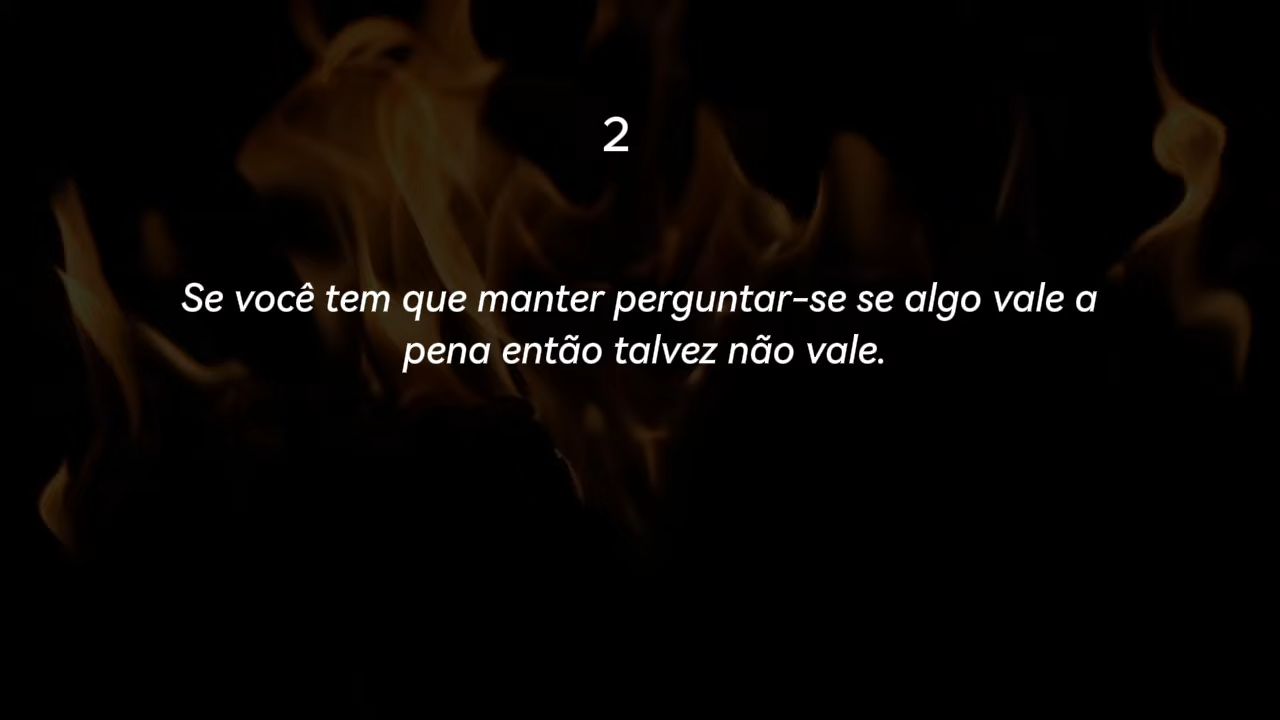 2
Se você tem que manter perguntar-se se algo vale a
pena então talvez não vale.